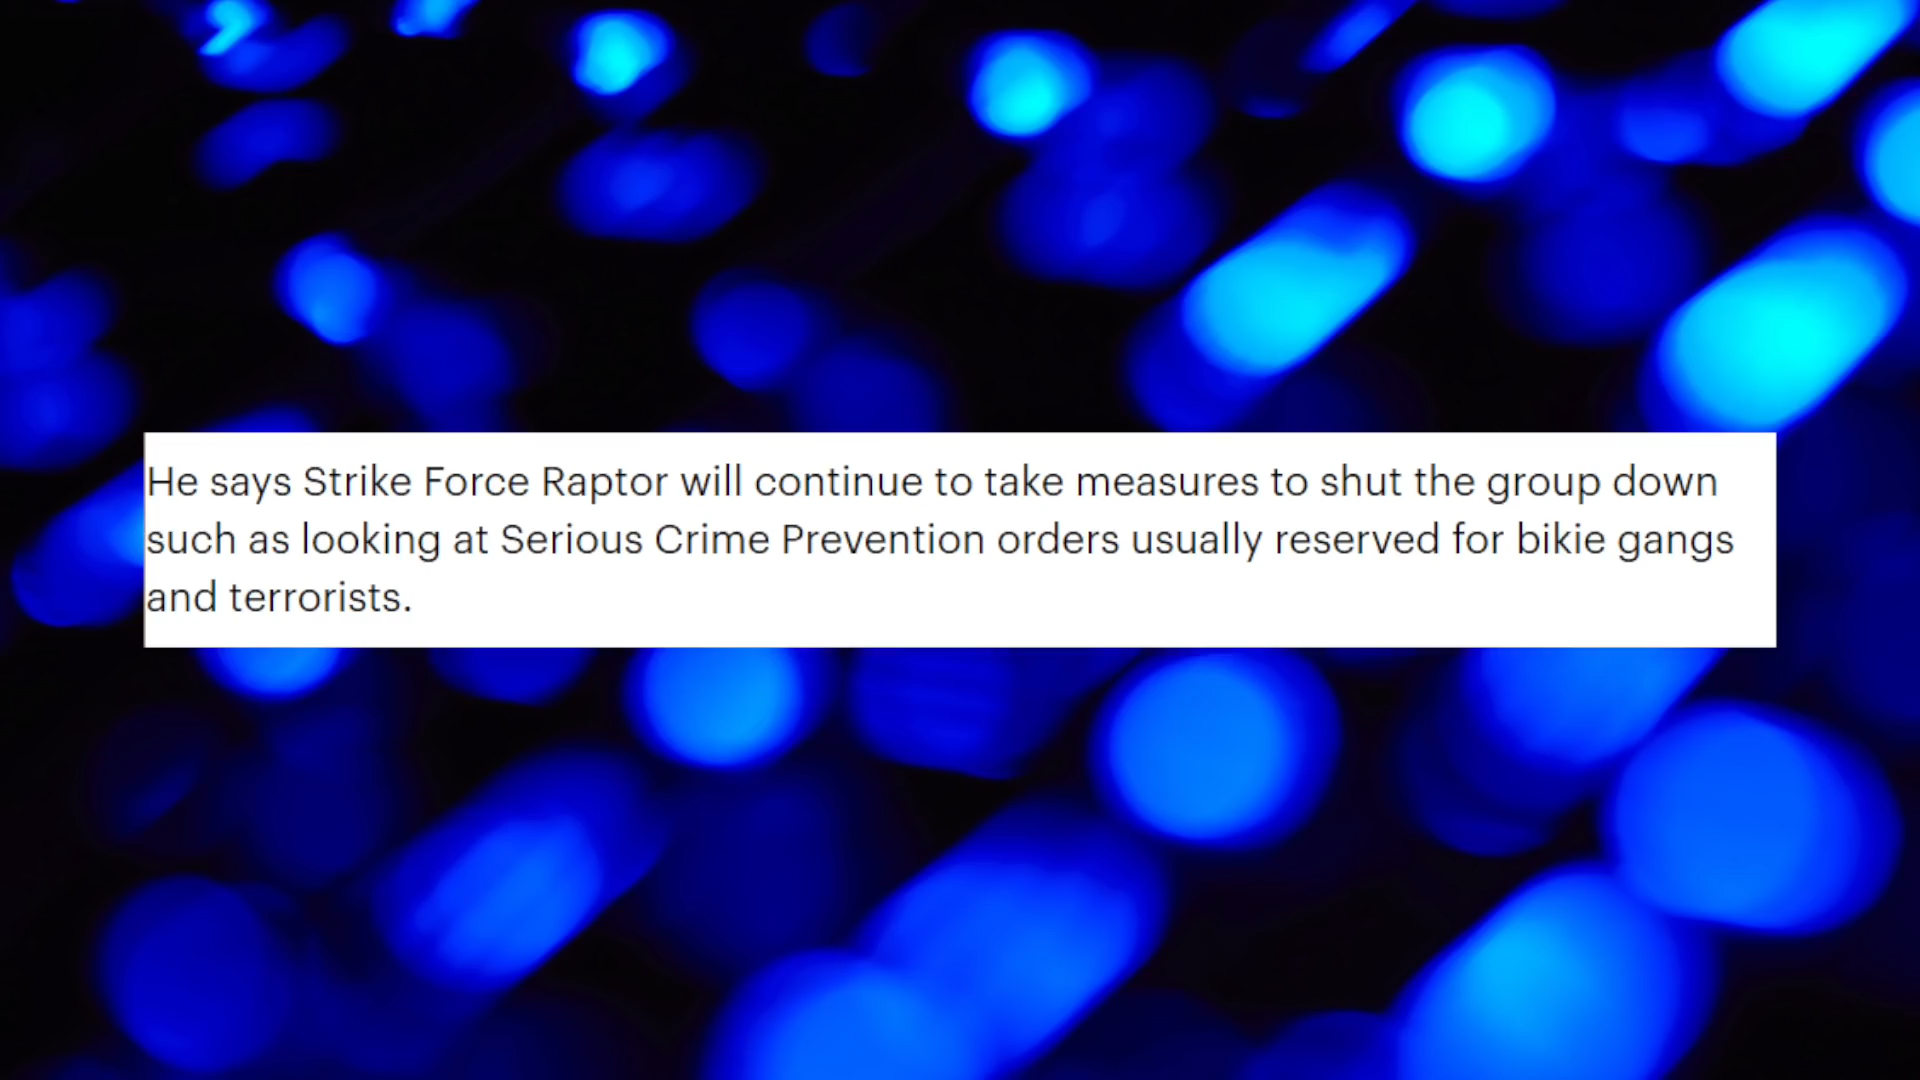 He says Strike Force Raptor will continue to take measures to shut the group down
such as looking at Serious Crime Prevention orders usually reserved for bikie gangs
and terrorists.